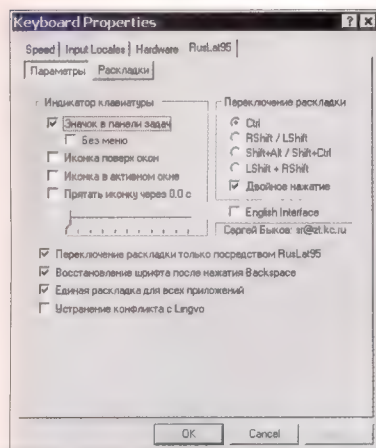 Keyboard Properties
Speed Input Locales Hardware RusLat95
Параметры Раскладки
Индикатор клавиатуры
Значок в панели задач
Без меню
Иконка поверх окон
Иконка в активном окне
Прятать иконку через 0.0 с
Переключение раскладки
Ctrl
RShift / LShift
Shift+Alt / Shift+Ctrl
LShift + RShift
Двойное нажатие
English Interface
Сергей Быков: sr@zt.kc.ru
Переключение раскладки только посредством RusLat95
Восстановление шрифта после нажатия Backspace
Единая раскладка для всех приложений
Устранение конфликта с Lingvo
OK Cancel